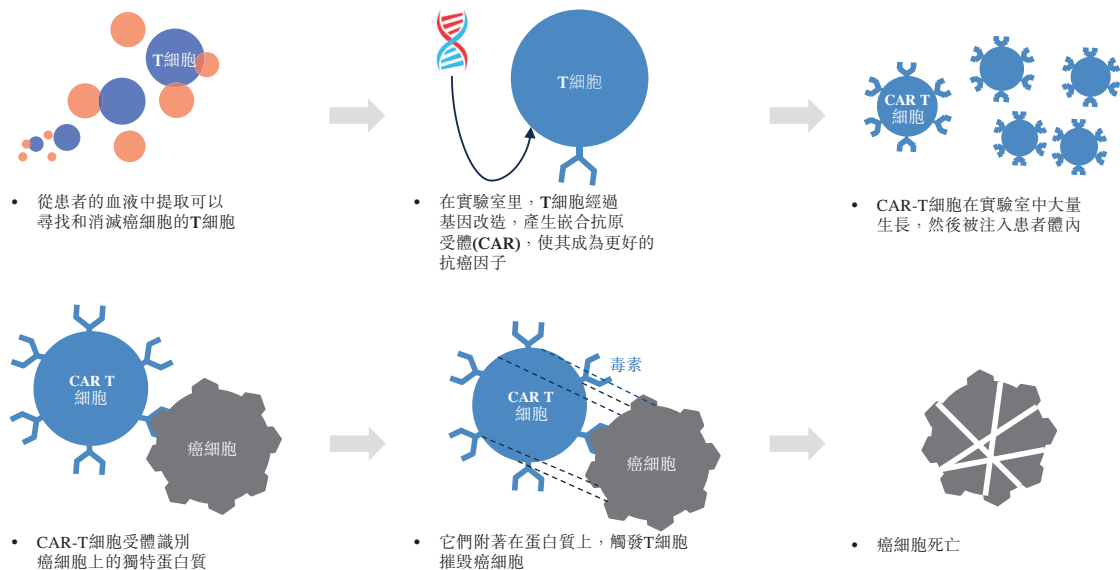 T細胞
• 從患者的血液中提取可以
尋找和消滅癌細胞的T細胞
T細胞
• 在實驗室里，T細胞經過
基因改造，產生嵌合抗原
受體(CAR)，使其成為更好的
抗癌因子
CAR T
細胞
• CAR-T細胞在實驗室中大量
生長，然後被注入患者體內
CAR T
細胞
癌細胞
• CAR-T細胞受體識別
癌細胞上的獨特蛋白質
毒素
CAR T
細胞
癌細胞
• 它們附著在蛋白質上，觸發T細胞
摧毀癌細胞
• 癌細胞死亡